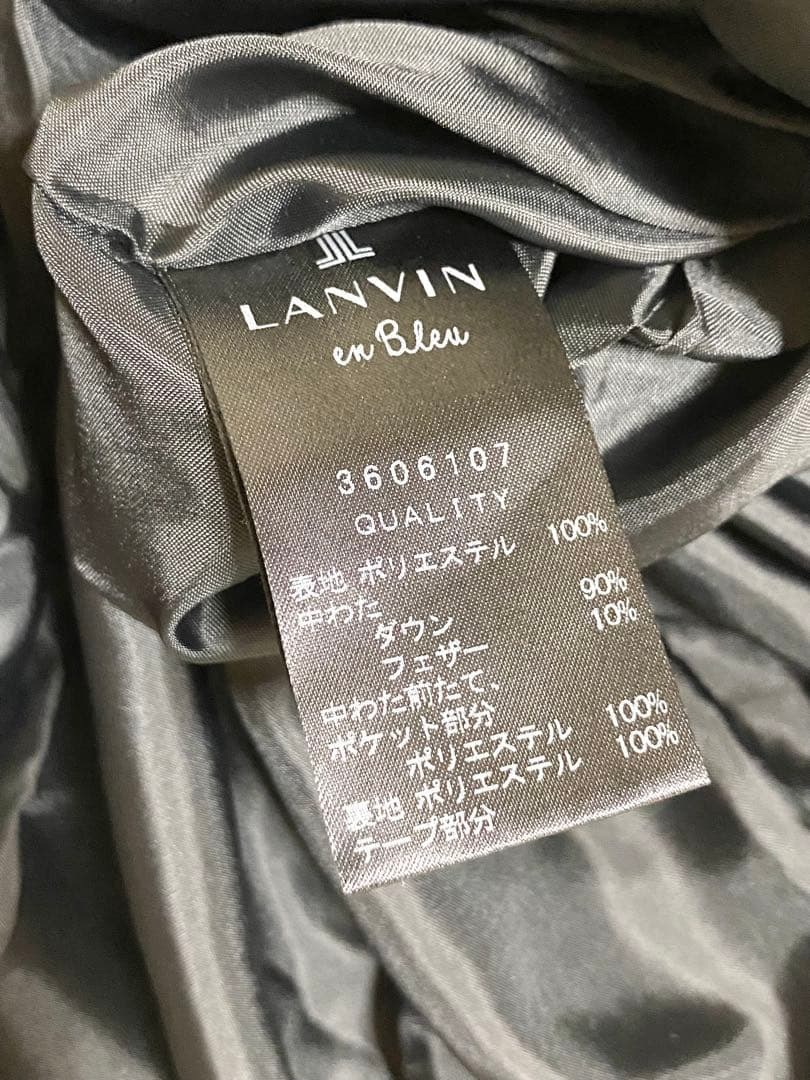 LANVIN
en Bleu
3606107
QUALITY
表地 ポリエステル 100%
中わた
ダウン 90%
フェザー 10%
中わた前たて、
ポケット部分
ポリエステル 100%
表地 ポリエステル 100%
テープ部分